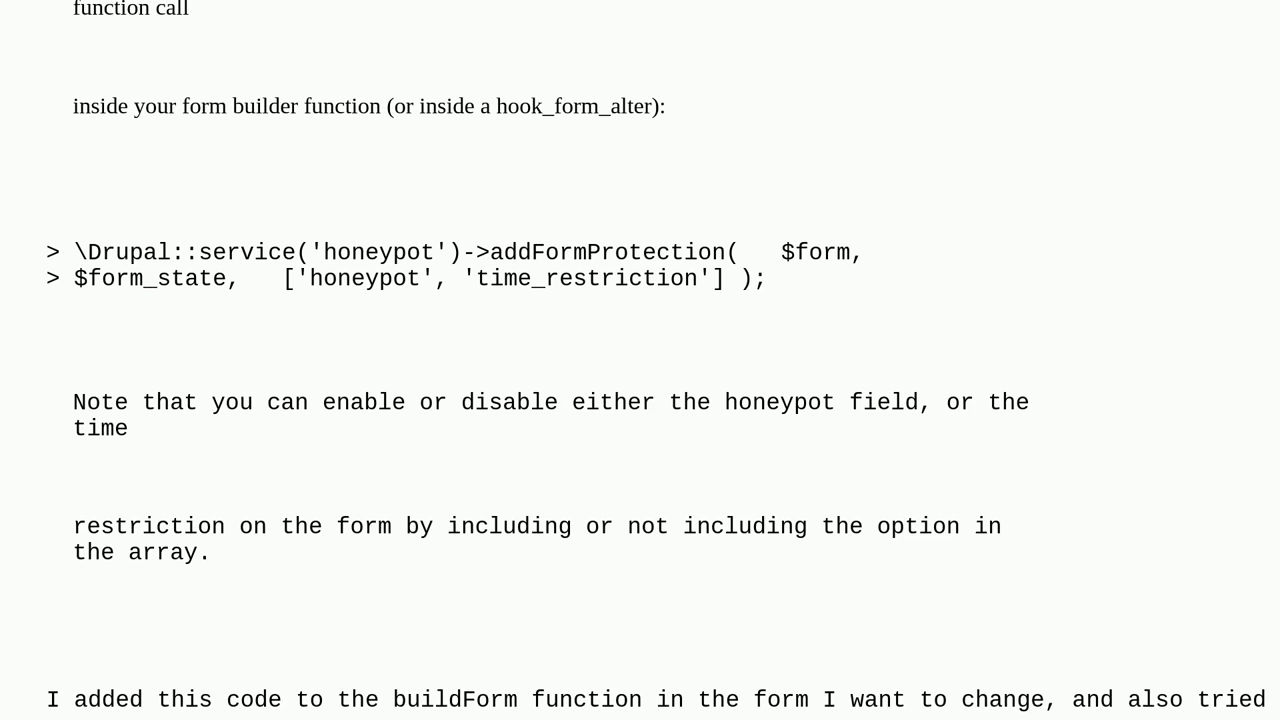 function call
inside your form builder function (or inside a hook_form_alter):
> \Drupal::service('honeypot')->addFormProtection(   $form,
> $form_state,   ['honeypot', 'time_restriction'] );
Note that you can enable or disable either the honeypot field, or the
time
restriction on the form by including or not including the option in
the array.
I added this code to the buildForm function in the form I want to change, and also tried